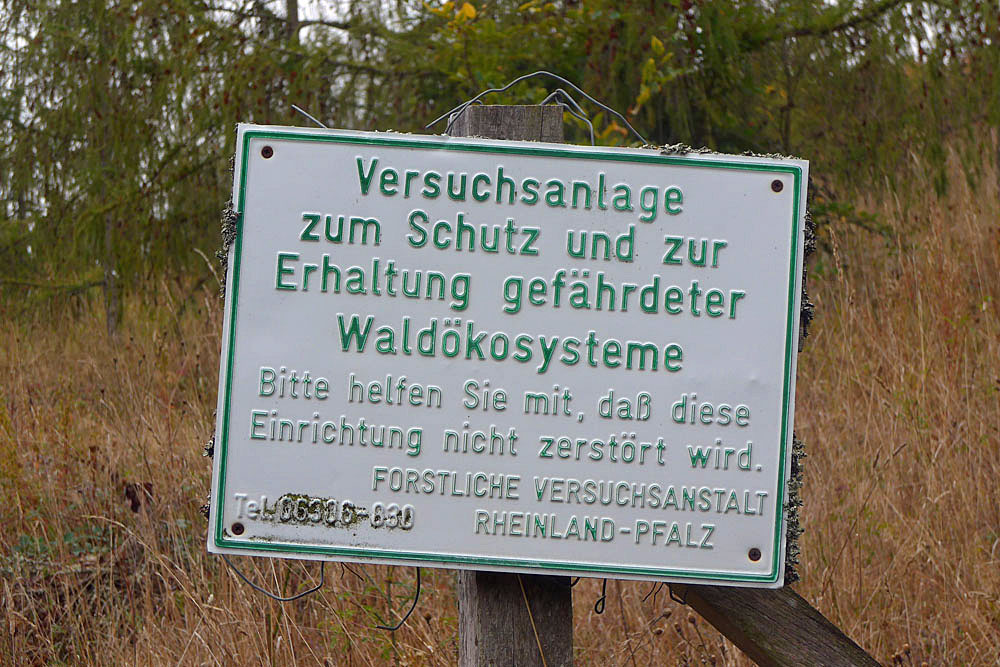 Versuchsanlage
zum Schutz und zur
Erhaltung gefährdeter
Waldökosysteme
Bitte helfen Sie mit, daß diese
Einrichtung nicht zerstört wird.
FORSTLICHE VERSUCHSANSTALT
RHEINLAND-PFALZ
Tel.